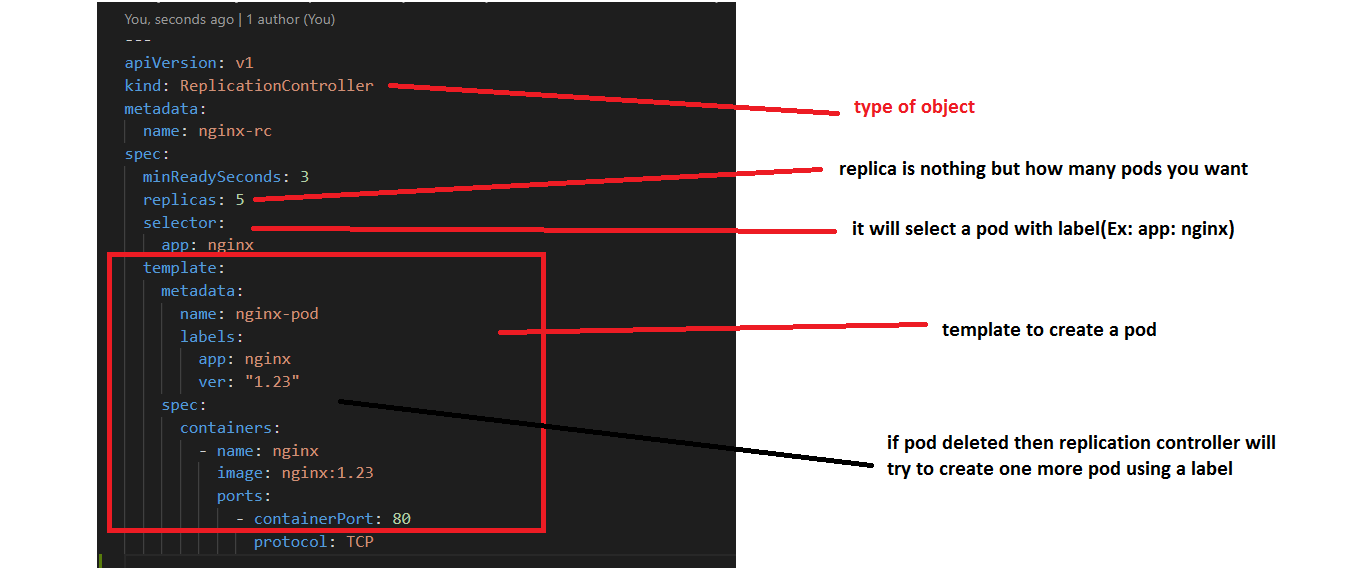 You, seconds ago | 1 author (You)
---
apiVersion: v1
kind: ReplicationController
metadata:
  name: nginx-rc
spec:
  minReadySeconds: 3
  replicas: 5
  selector:
    app: nginx
  template:
    metadata:
      name: nginx-pod
      labels:
        app: nginx
        ver: "1.23"
    spec:
      containers:
        - name: nginx
          image: nginx:1.23
          ports:
            - containerPort: 80
              protocol: TCP
type of object
replica is nothing but how many pods you want
it will select a pod with label(Ex: app: nginx)
template to create a pod
if pod deleted then replication controller will
try to create one more pod using a label